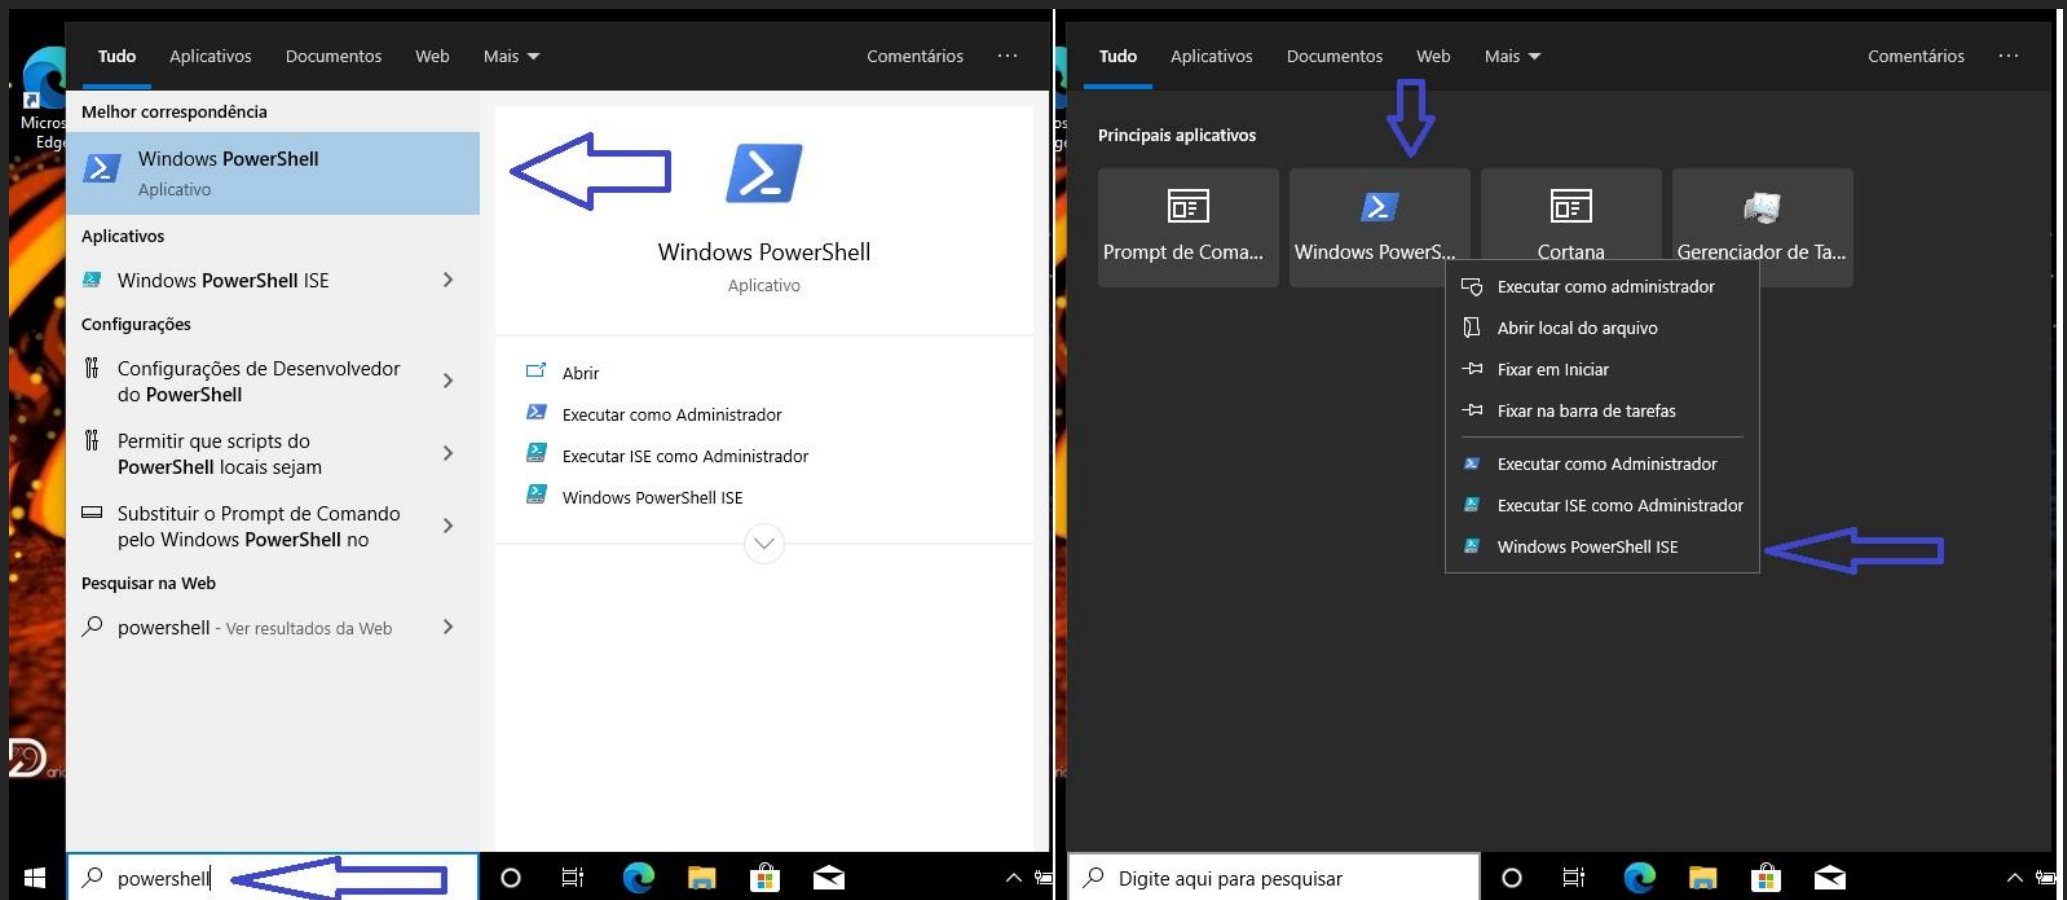 Tudo Aplicativos Documentos Web Mais Comentários ...
Micros
Edge
Melhor correspondência
Windows PowerShell
Aplicativo
Aplicativos
Windows PowerShell ISE
Configurações
Configurações de Desenvolvedor
do PowerShell
Permitir que scripts do
PowerShell locais sejam
Substituir o Prompt de Comando
pelo Windows PowerShell no
Pesquisar na Web
powershell - Ver resultados da Web
Windows PowerShell
Aplicativo
Abrir
Executar como Administrador
Executar ISE como Administrador
Windows PowerShell ISE
powershell
Tudo Aplicativos Documentos Web Mais Comentários ...
Principais aplicativos
Prompt de Coma... Windows PowerS... Cortana Gerenciador de Ta...
Executar como administrador
Abrir local do arquivo
Fixar em Iniciar
Fixar na barra de tarefas
Executar como Administrador
Executar ISE como Administrador
Windows PowerShell ISE
Digite aqui para pesquisar